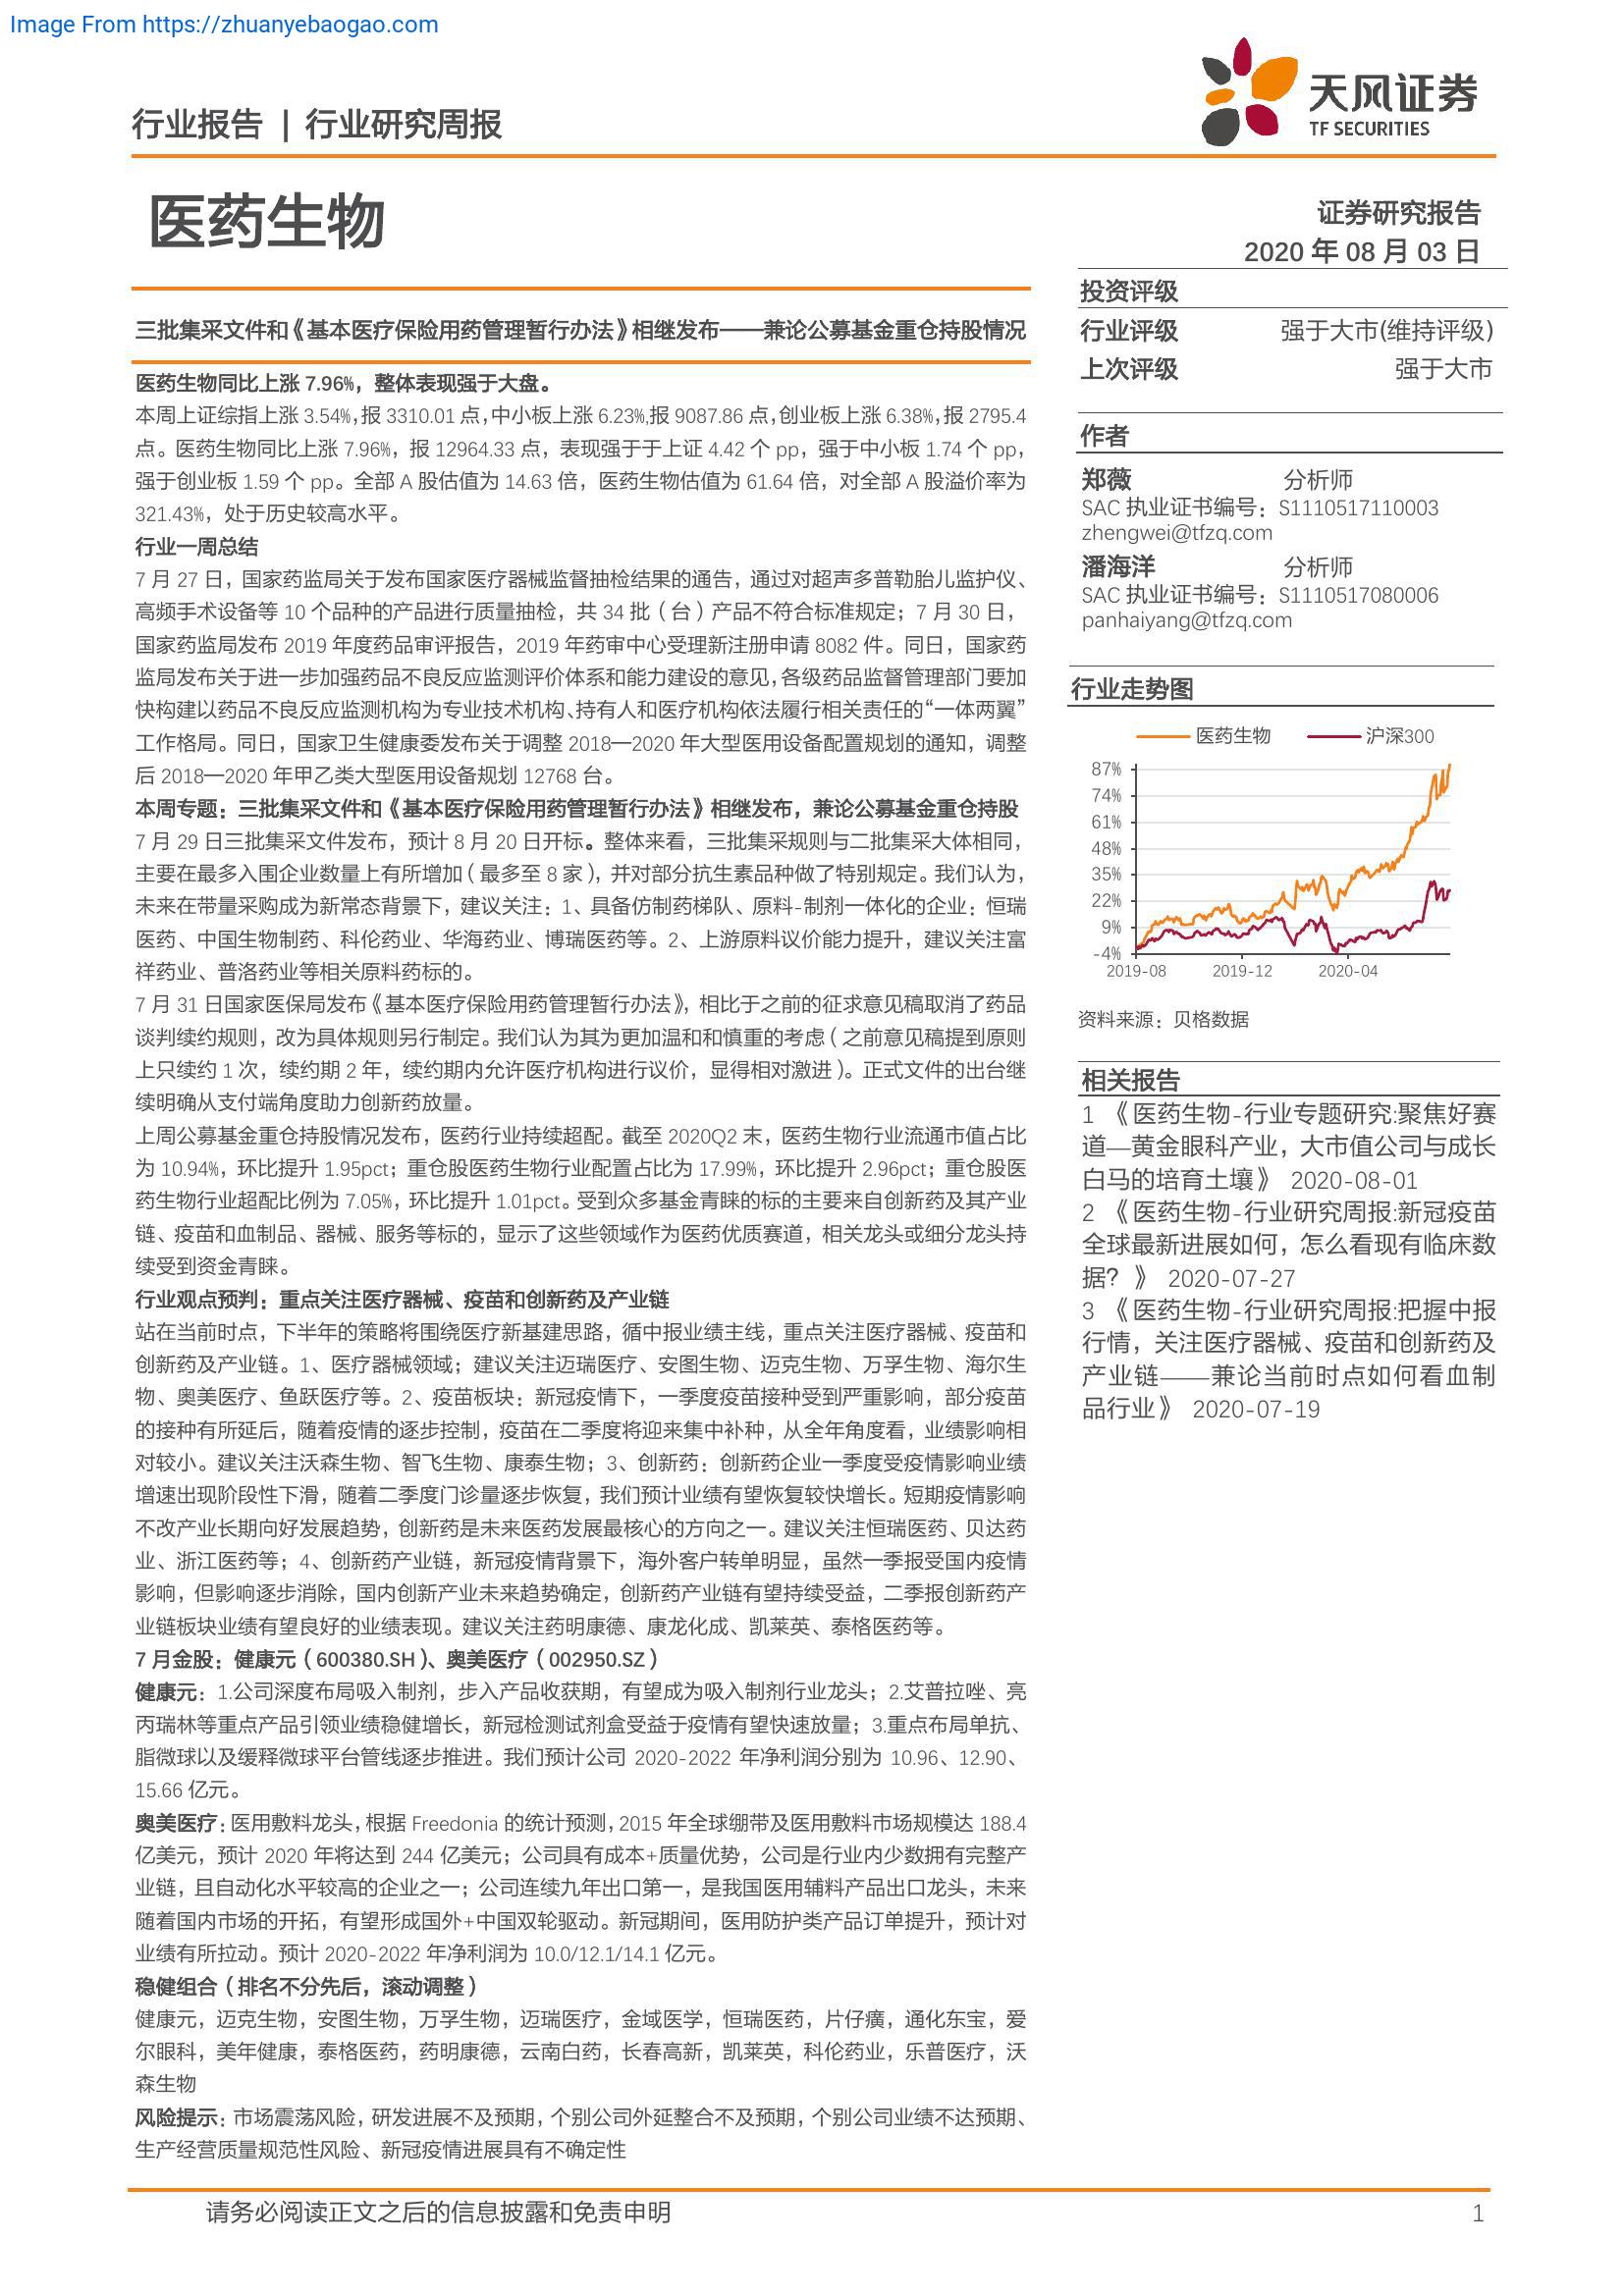 Image From https://zhuanyebaogao.com
行业报告 | 行业研究周报
天风证券
TF SECURITIES
医药生物
证券研究报告
2020 年 08 月 03 日
三批集采文件和《基本医疗保险用药管理暂行办法》相继发布——兼论公募基金重仓持股情况
医药生物同比上涨 7.96%，整体表现强于大盘。
本周上证综指上涨 3.54%，报 3310.01 点，中小板上涨 6.23%,报 9087.86 点，创业板上涨 6.38%，报 2795.4
点。医药生物同比上涨 7.96%，报 12964.33 点，表现强于于上证 4.42 个 pp，强于中小板 1.74 个 pp，
强于创业板 1.59 个 pp。全部 A 股估值为 14.63 倍，医药生物估值为 61.64 倍，对全部 A 股溢价率为
321.43%，处于历史较高水平。
行业一周总结
7 月 27 日，国家药监局关于发布国家医疗器械监督抽检结果的通告，通过对超声多普勒胎儿监护仪、
高频手术设备等 10 个品种的产品进行质量抽检，共 34 批（台）产品不符合标准规定；7 月 30 日，
国家药监局发布 2019 年度药品审评报告，2019 年药审中心受理新注册申请 8082 件。同日，国家药
监局发布关于进一步加强药品不良反应监测评价体系和能力建设的意见，各级药品监督管理部门要加
快构建以药品不良反应监测机构为专业技术机构、持有人和医疗机构依法履行相关责任的“一体两翼”
工作格局。同日，国家卫生健康委发布关于调整 2018—2020 年大型医用设备配置规划的通知，调整
后 2018—2020 年甲乙类大型医用设备规划 12768 台。
本周专题：三批集采文件和《基本医疗保险用药管理暂行办法》相继发布，兼论公募基金重仓持股
7 月 29 日三批集采文件发布，预计 8 月 20 日开标。整体来看，三批集采规则与二批集采大体相同，
主要在最多入围企业数量上有所增加（最多至 8 家），并对部分抗生素品种做了特别规定。我们认为，
未来在带量采购成为新常态背景下，建议关注：1、具备仿制药梯队、原料-制剂一体化的企业：恒瑞
医药、中国生物制药、科伦药业、华海药业、博瑞医药等。2、上游原料议价能力提升，建议关注富
祥药业、普洛药业等相关原料药标的。
7 月 31 日国家医保局发布《基本医疗保险用药管理暂行办法》，相比于之前的征求意见稿取消了药品
谈判续约规则，改为具体规则另行制定。我们认为其为更加温和和慎重的考虑（之前意见稿提到原则
上只续约 1 次，续约期 2 年，续约期内允许医疗机构进行议价，显得相对激进）。正式文件的出台继
续明确从支付端角度助力创新药放量。
上周公募基金重仓持股情况发布，医药行业持续超配。截至 2020Q2 末，医药生物行业流通市值占比
为 10.94%，环比提升 1.95pct；重仓股医药生物行业配置占比为 17.99%，环比提升 2.96pct；重仓股医
药生物行业超配比例为 7.05%，环比提升 1.01pct。受到众多基金青睐的标的主要来自创新药及其产业
链、疫苗和血制品、器械、服务等标的，显示了这些领域作为医药优质赛道，相关龙头或细分龙头持
续受到资金青睐。
行业观点预判：重点关注医疗器械、疫苗和创新药及产业链
站在当前时点，下半年的策略将围绕医疗新基建思路，循中报业绩主线，重点关注医疗器械、疫苗和
创新药及产业链。1、医疗器械领域；建议关注迈瑞医疗、安图生物、迈克生物、万孚生物、海尔生
物、奥美医疗、鱼跃医疗等。2、疫苗板块：新冠疫情下，一季度疫苗接种受到严重影响，部分疫苗
的接种有所延后，随着疫情的逐步控制，疫苗在二季度将迎来集中补种，从全年角度看，业绩影响相
对较小。建议关注沃森生物、智飞生物、康泰生物；3、创新药：创新药企业一季度受疫情影响业绩
增速出现阶段性下滑，随着二季度门诊量逐步恢复，我们预计业绩有望恢复较快增长。短期疫情影响
不改产业长期向好发展趋势，创新药是未来医药发展最核心的方向之一。建议关注恒瑞医药、贝达药
业、浙江医药等；4、创新药产业链，新冠疫情背景下，海外客户转单明显，虽然一季报受国内疫情
影响，但影响逐步消除，国内创新产业未来趋势确定，创新药产业链有望持续受益，二季报创新药产
业链板块业绩有望良好的业绩表现。建议关注药明康德、康龙化成、凯莱英、泰格医药等。
7 月金股：健康元（600380.SH）、奥美医疗（002950.SZ）
健康元：1.公司深度布局吸入制剂，步入产品收获期，有望成为吸入制剂行业龙头；2.艾普拉唑、亮
丙瑞林等重点产品引领业绩稳健增长，新冠检测试剂盒受益于疫情有望快速放量；3.重点布局单抗、
脂微球以及缓释微球平台管线逐步推进。我们预计公司 2020-2022 年净利润分别为 10.96、12.90、
15.66 亿元。
奥美医疗：医用敷料龙头，根据 Freedonia 的统计预测，2015 年全球绷带及医用敷料市场规模达 188.4
亿美元，预计 2020 年将达到 244 亿美元；公司具有成本+质量优势，公司是行业内少数拥有完整产
业链，且自动化水平较高的企业之一；公司连续九年出口第一，是我国医用辅料产品出口龙头，未来
随着国内市场的开拓，有望形成国外+中国双轮驱动。新冠期间，医用防护类产品订单提升，预计对
业绩有所拉动。预计 2020-2022 年净利润为 10.0/12.1/14.1 亿元。
稳健组合（排名不分先后，滚动调整）
健康元，迈克生物，安图生物，万孚生物，迈瑞医疗，金域医学，恒瑞医药，片仔癀，通化东宝，爱
尔眼科，美年健康，泰格医药，药明康德，云南白药，长春高新，凯莱英，科伦药业，乐普医疗，沃
森生物
风险提示：市场震荡风险，研发进展不及预期，个别公司外延整合不及预期，个别公司业绩不达预期、
生产经营质量规范性风险、新冠疫情进展具有不确定性
投资评级
行业评级 强于大市(维持评级)
上次评级 强于大市
作者
郑薇 分析师
SAC 执业证书编号：S1110517110003
zhengwei@tfzq.com
潘海洋 分析师
SAC 执业证书编号：S1110517080006
panhaiyang@tfzq.com
行业走势图
医药生物 沪深300
87%
74%
61%
48%
35%
22%
9%
-4%
2019-08 2019-12 2020-04
资料来源：贝格数据
相关报告
1 《医药生物-行业专题研究:聚焦好赛
道—黄金眼科产业，大市值公司与成长
白马的培育土壤》 2020-08-01
2 《医药生物-行业研究周报:新冠疫苗
全球最新进展如何，怎么看现有临床数
据？》 2020-07-27
3 《医药生物-行业研究周报:把握中报
行情，关注医疗器械、疫苗和创新药及
产业链——兼论当前时点如何看血制
品行业》 2020-07-19
请务必阅读正文之后的信息披露和免责申明 1